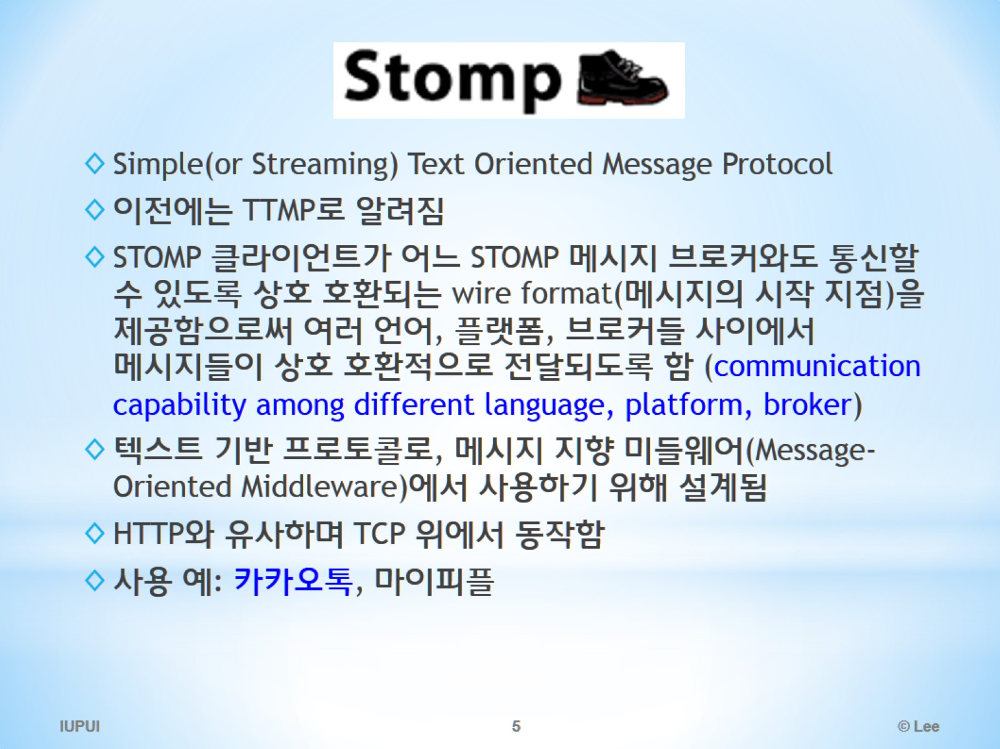 Stomp
◇ Simple(or Streaming) Text Oriented Message Protocol
◇ 이전에는 TTMP로 알려짐
◇ STOMP 클라이언트가 어느 STOMP 메시지 브로커와도 통신할
수 있도록 상호 호환되는 wire format(메시지의 시작 지점)을
제공함으로써 여러 언어, 플랫폼, 브로커들 사이에서
메시지들이 상호 호환적으로 전달되도록 함 (communication
capability among different language, platform, broker)
◇ 텍스트 기반 프로토콜로, 메시지 지향 미들웨어(Message-
Oriented Middleware)에서 사용하기 위해 설계됨
◇ HTTP와 유사하며 TCP 위에서 동작함
◇ 사용 예: 카카오톡, 마이피플
IUPUI 5 © Lee